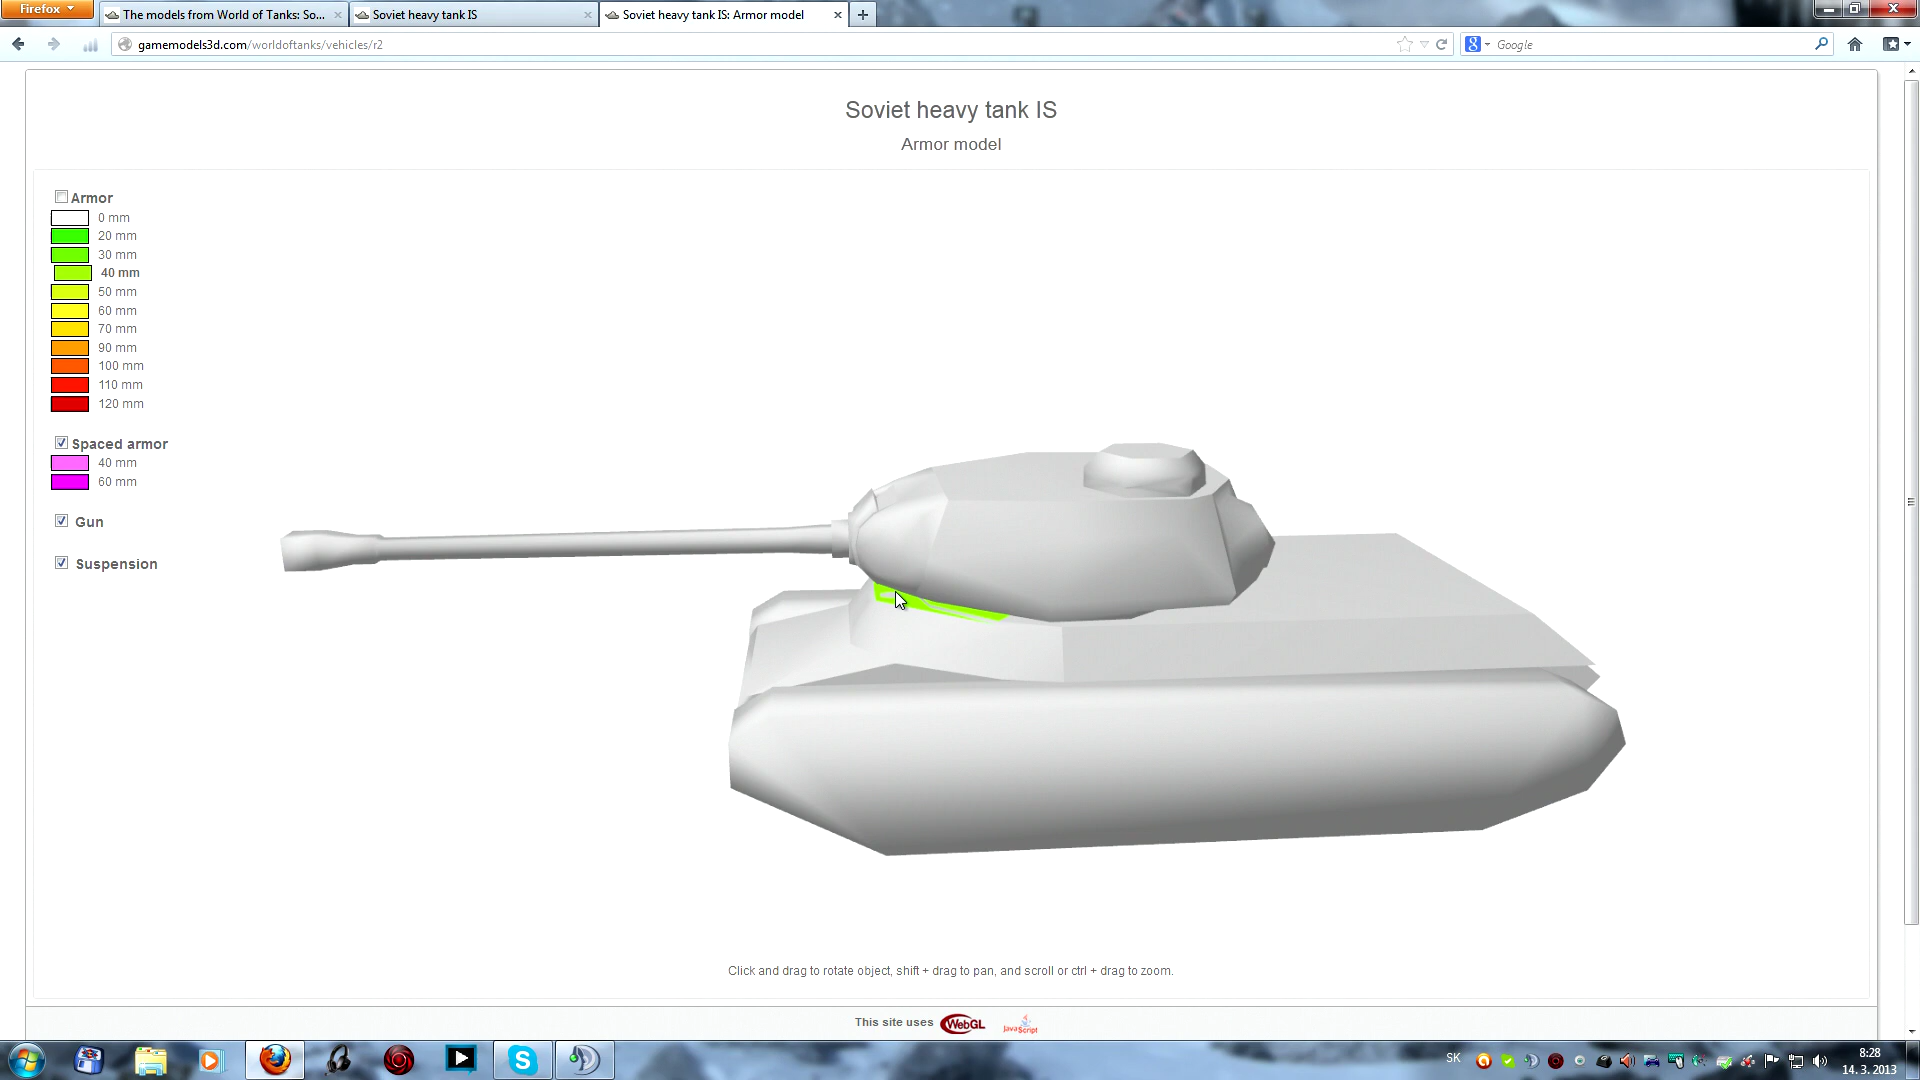 Firefox
The models from World of Tanks: So...
Soviet heavy tank IS
Soviet heavy tank IS: Armor model
gamemodels3d.com/worldoftanks/vehicles/r2
8
Google
Soviet heavy tank IS
Armor model
Armor
0 mm
20 mm
30 mm
40 mm
50 mm
60 mm
70 mm
90 mm
100 mm
110 mm
120 mm
Spaced armor
40 mm
60 mm
Gun
Suspension
Click and drag to rotate object, shift + drag to pan, and scroll or ctrl + drag to zoom.
This site uses WebGL JavaScript
SK
8:28
14. 3. 2013